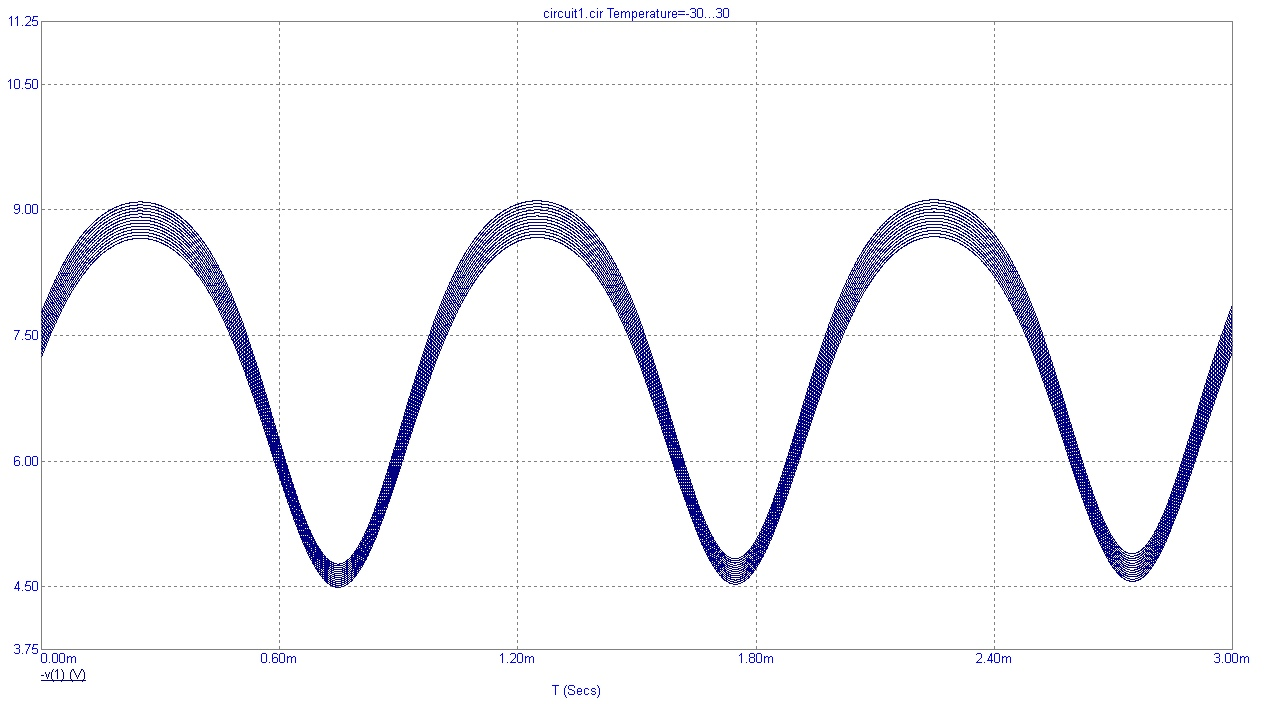 circuit1.cir Temperature=-30...30
11.25
10.50
9.00
7.50
6.00
4.50
3.75
0.00m 0.60m 1.20m 1.80m 2.40m 3.00m
-v(1) (V)
T (Secs)